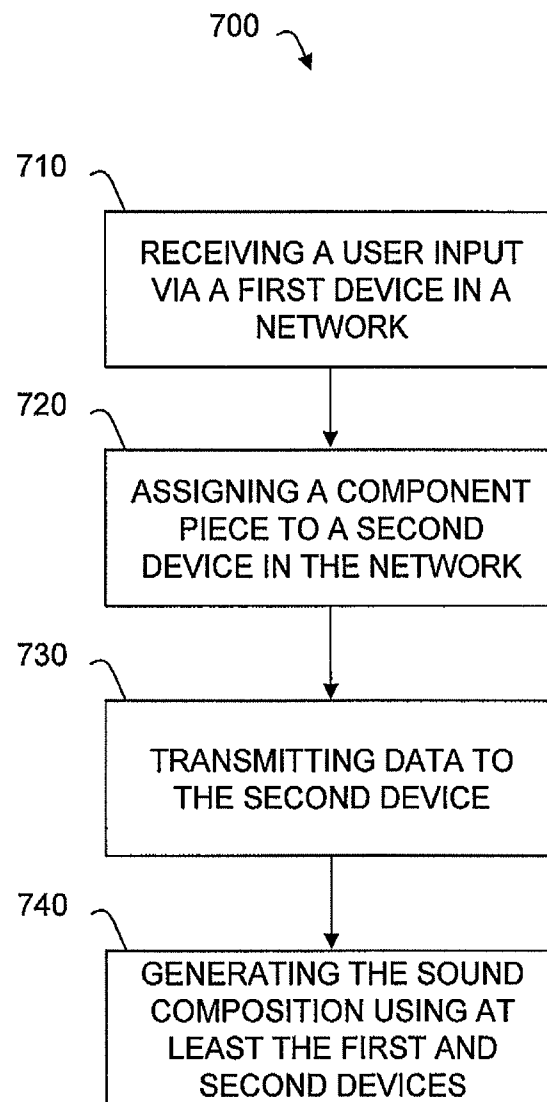 700
710
RECEIVING A USER INPUT
VIA A FIRST DEVICE IN A
NETWORK
720
ASSIGNING A COMPONENT
PIECE TO A SECOND
DEVICE IN THE NETWORK
730
TRANSMITTING DATA TO
THE SECOND DEVICE
740
GENERATING THE SOUND
COMPOSITION USING AT
LEAST THE FIRST AND
SECOND DEVICES